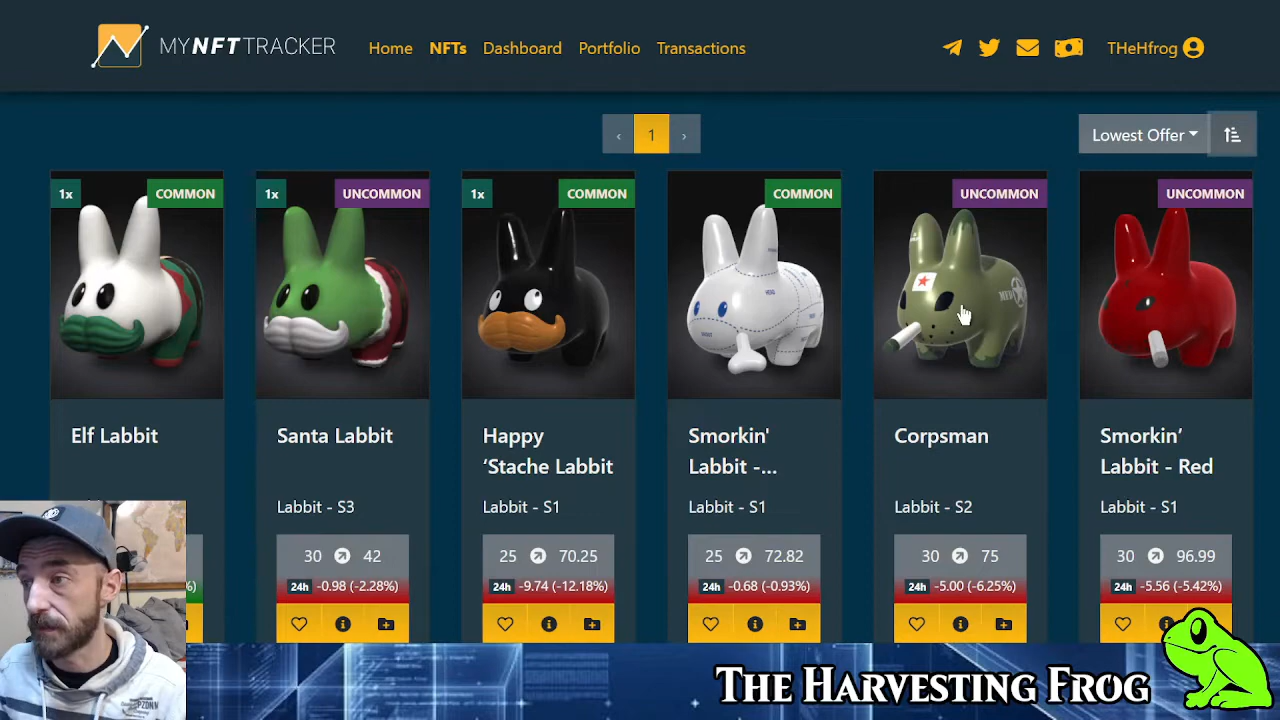 MYNFTTRACKER
Home NFTs Dashboard Portfolio Transactions
THeHfrog
‹ 1 ›
Lowest Offer
1x COMMON
1x UNCOMMON
1x COMMON
COMMON
UNCOMMON
UNCOMMON
Elf Labbit
Santa Labbit
Labbit - S3
30 42
24h -0.98 (-2.28%)
Happy
‘Stache Labbit
Labbit - S1
25 70.25
24h -9.74 (-12.18%)
Smorkin'
Labbit -...
Labbit - S1
25 72.82
24h -0.68 (-0.93%)
Corpsman
Labbit - S2
30 75
24h -5.00 (-6.25%)
Smorkin’
Labbit - Red
Labbit - S1
30 96.99
24h -5.56 (-5.42%)
The Harvesting Frog